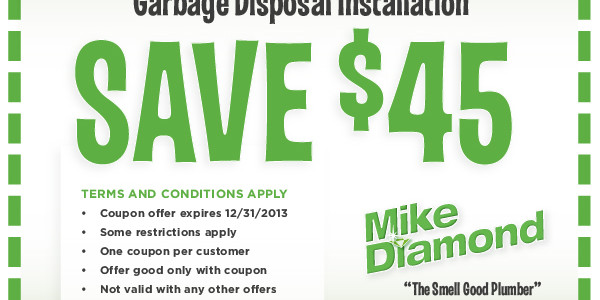 Garbage Disposal Installation
SAVE $45
TERMS AND CONDITIONS APPLY
• Coupon offer expires 12/31/2013
• Some restrictions apply
• One coupon per customer
• Offer good only with coupon
• Not valid with any other offers
Mike
Diamond
“The Smell Good Plumber”